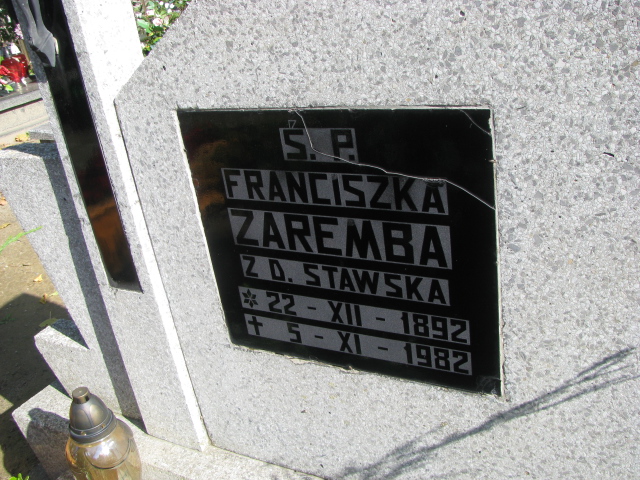 Ś. P.
FRANCISZKA
ZAREMBA
Z D. STAWSKA
* 22 - XII - 1892
✝ 5 - XI - 1982